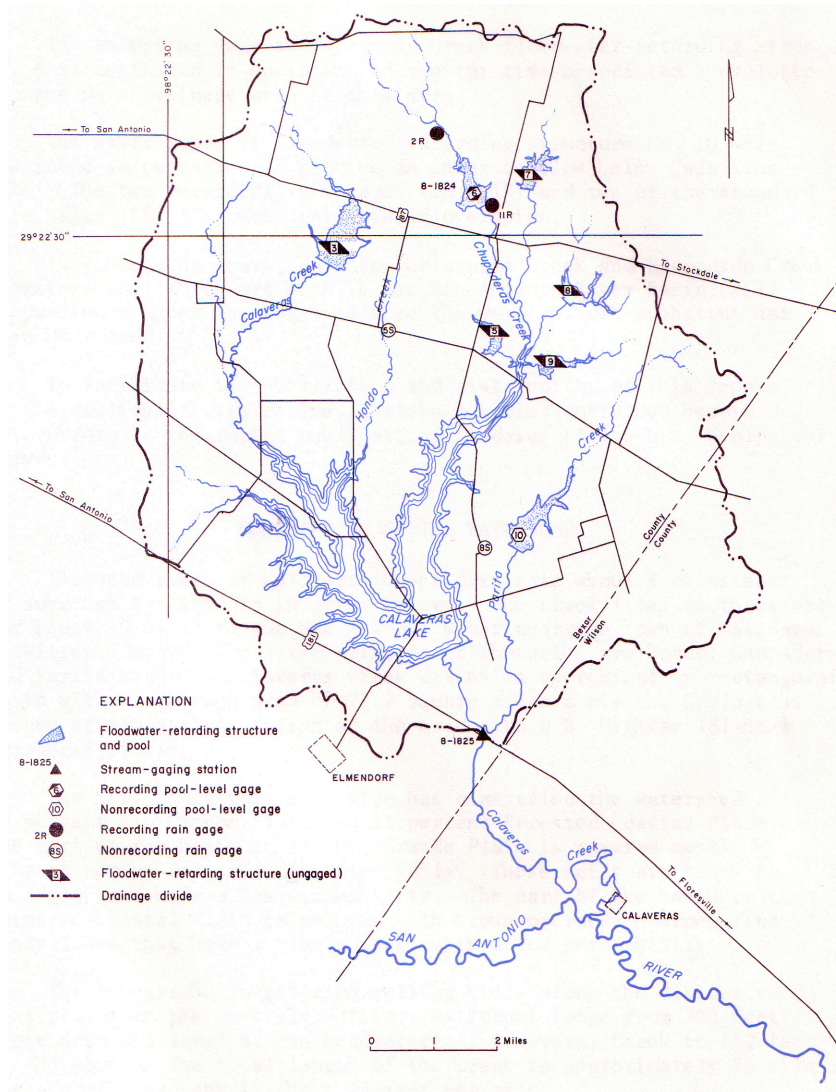 98° 22' 30"
To San Antonio
2R
N
8-1824
6
7
11R
87
29° 22' 30"
3
To Stockdale
Calaveras Creek
Hondo Creek
Chupaderas Creek
8
5S
5
9
Parita Creek
To San Antonio
County
County
10
8S
Bexar
Wilson
CALAVERAS
LAKE
181
EXPLANATION
Floodwater-retarding structure
and pool
8-1825
Stream-gaging station
6
Recording pool-level gage
10
Nonrecording pool-level gage
2R
Recording rain gage
8S
Nonrecording rain gage
3
Floodwater-retarding structure (ungaged)
Drainage divide
8-1825
ELMENDORF
Calaveras Creek
To Floresville
CALAVERAS
SAN ANTONIO RIVER
0 2 Miles